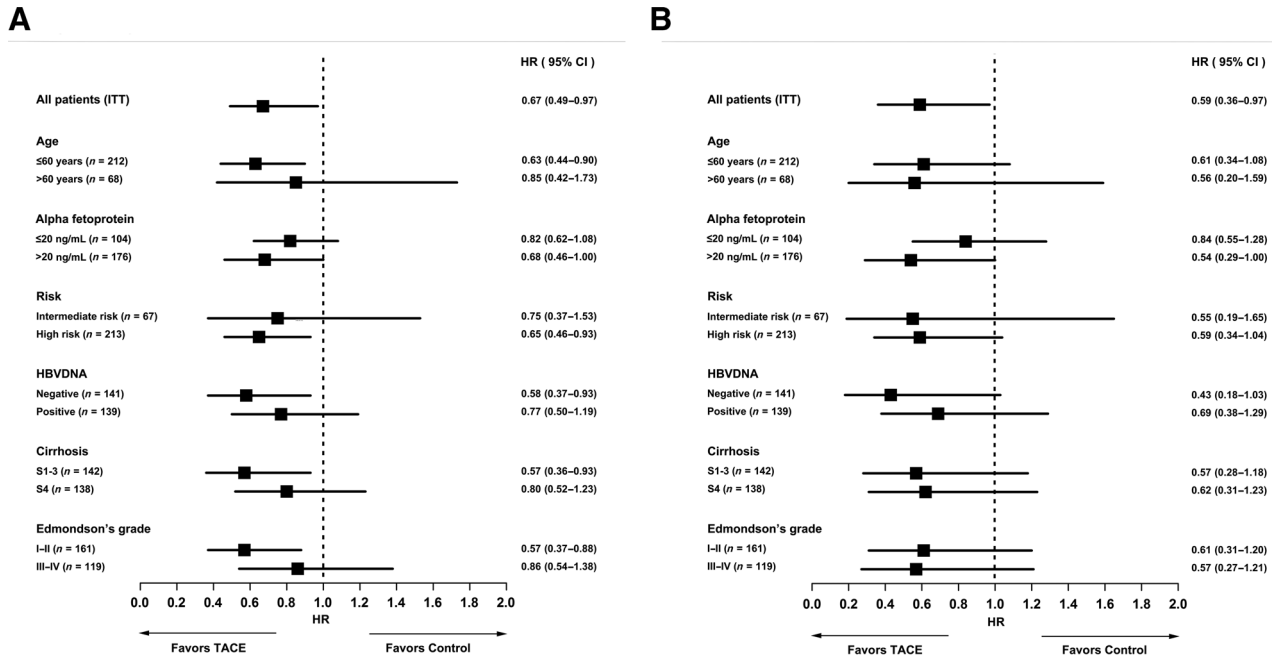 A
HR ( 95% CI )
All patients (ITT) 0.67 (0.49–0.97)
Age
≤60 years (n = 212) 0.63 (0.44–0.90)
>60 years (n = 68) 0.85 (0.42–1.73)
Alpha fetoprotein
≤20 ng/mL (n = 104) 0.82 (0.62–1.08)
>20 ng/mL (n = 176) 0.68 (0.46–1.00)
Risk
Intermediate risk (n = 67) 0.75 (0.37–1.53)
High risk (n = 213) 0.65 (0.46–0.93)
HBVDNA
Negative (n = 141) 0.58 (0.37–0.93)
Positive (n = 139) 0.77 (0.50–1.19)
Cirrhosis
S1-3 (n = 142) 0.57 (0.36–0.93)
S4 (n = 138) 0.80 (0.52–1.23)
Edmondson's grade
I–II (n = 161) 0.57 (0.37–0.88)
III–IV (n = 119) 0.86 (0.54–1.38)
0.0 0.2 0.4 0.6 0.8 1.0 1.2 1.4 1.6 1.8 2.0
HR
Favors TACE Favors Control
B
HR ( 95% CI )
All patients (ITT) 0.59 (0.36–0.97)
Age
≤60 years (n = 212) 0.61 (0.34–1.08)
>60 years (n = 68) 0.56 (0.20–1.59)
Alpha fetoprotein
≤20 ng/mL (n = 104) 0.84 (0.55–1.28)
>20 ng/mL (n = 176) 0.54 (0.29–1.00)
Risk
Intermediate risk (n = 67) 0.55 (0.19–1.65)
High risk (n = 213) 0.59 (0.34–1.04)
HBVDNA
Negative (n = 141) 0.43 (0.18–1.03)
Positive (n = 139) 0.69 (0.38–1.29)
Cirrhosis
S1-3 (n = 142) 0.57 (0.28–1.18)
S4 (n = 138) 0.62 (0.31–1.23)
Edmondson's grade
I–II (n = 161) 0.61 (0.31–1.20)
III–IV (n = 119) 0.57 (0.27–1.21)
0.0 0.2 0.4 0.6 0.8 1.0 1.2 1.4 1.6 1.8 2.0
HR
Favors TACE Favors Control